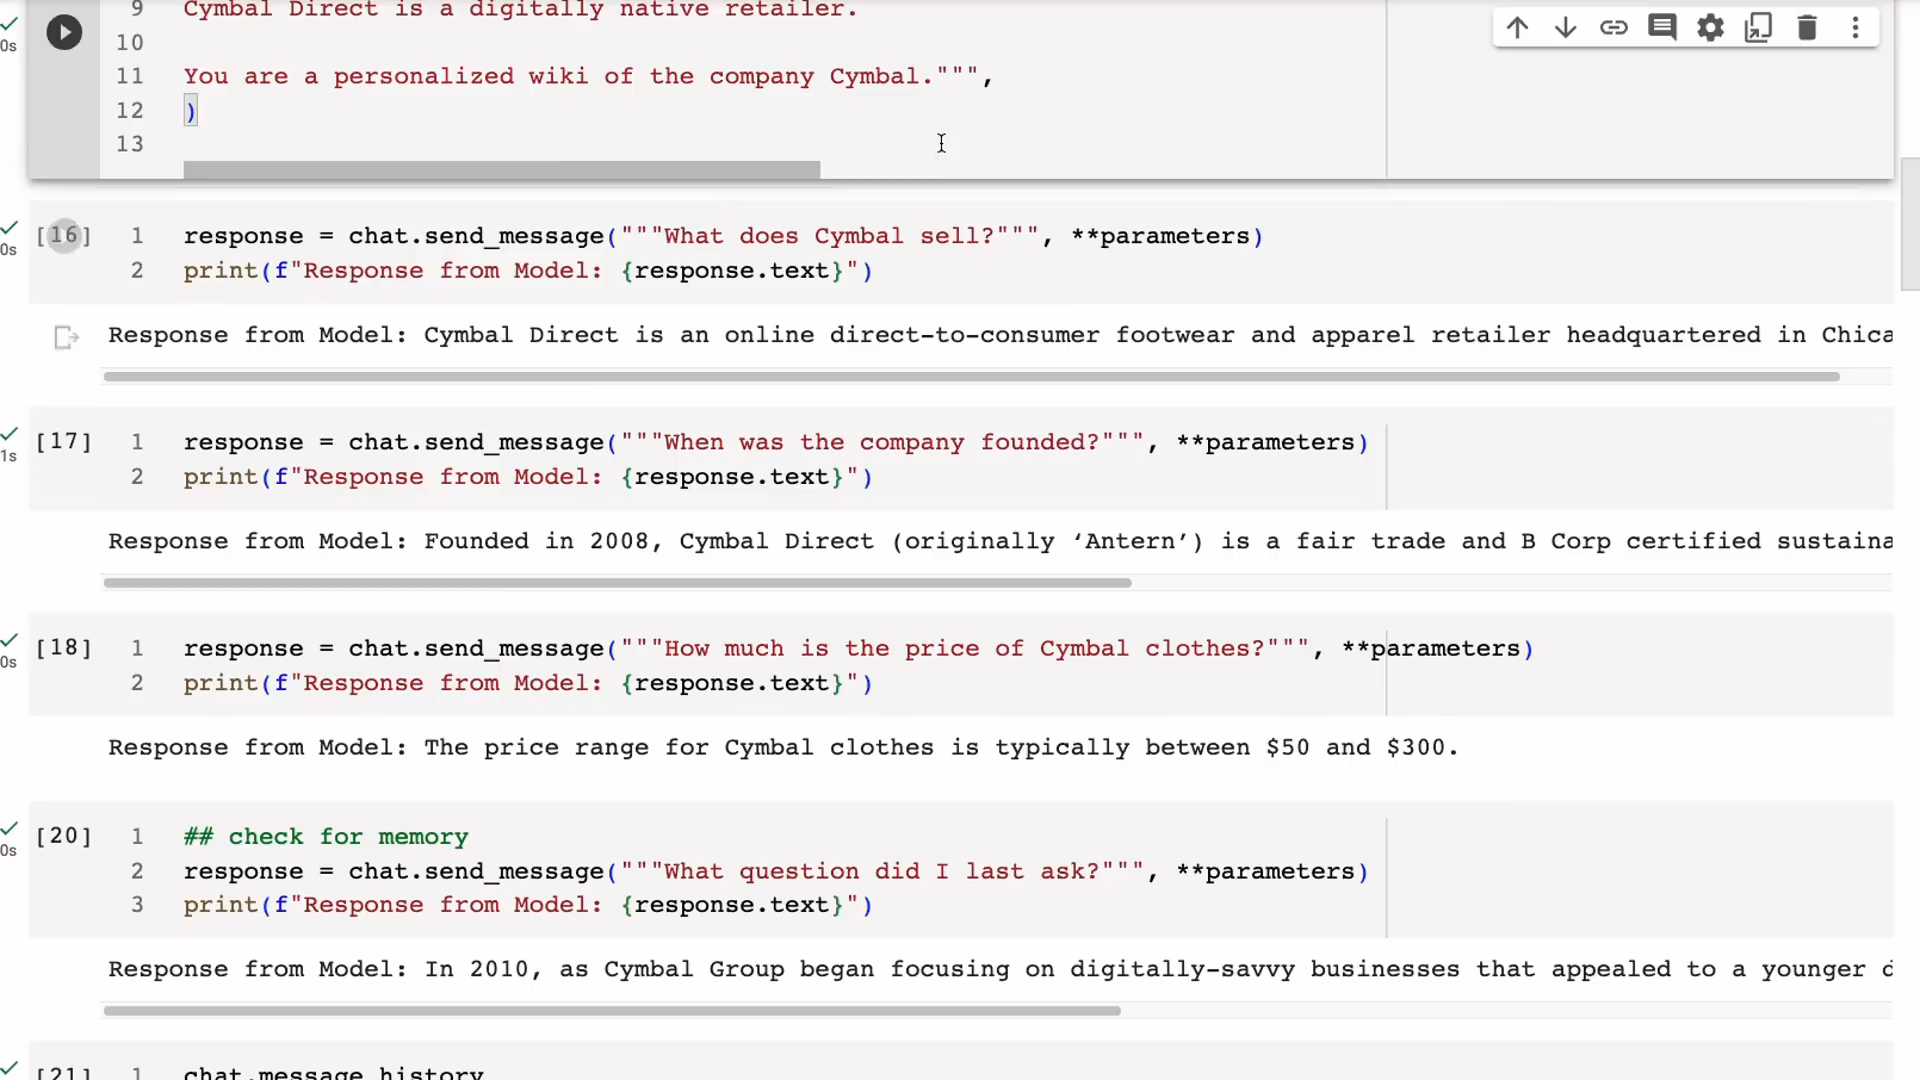 9 Cymbal Direct is a digitally native retailer.
0s
10
11 You are a personalized wiki of the company Cymbal.""",
12 )
13
[16] 1 response = chat.send_message("""What does Cymbal sell?""", **parameters)
0s
2 print(f"Response from Model: {response.text}")
Response from Model: Cymbal Direct is an online direct-to-consumer footwear and apparel retailer headquartered in Chica
[17] 1 response = chat.send_message("""When was the company founded?""", **parameters)
1s
2 print(f"Response from Model: {response.text}")
Response from Model: Founded in 2008, Cymbal Direct (originally ‘Antern’) is a fair trade and B Corp certified sustaina
[18] 1 response = chat.send_message("""How much is the price of Cymbal clothes?""", **parameters)
0s
2 print(f"Response from Model: {response.text}")
Response from Model: The price range for Cymbal clothes is typically between $50 and $300.
[20] 1 ## check for memory
0s
2 response = chat.send_message("""What question did I last ask?""", **parameters)
3 print(f"Response from Model: {response.text}")
Response from Model: In 2010, as Cymbal Group began focusing on digitally-savvy businesses that appealed to a younger d
[21] 1 chat.message_history